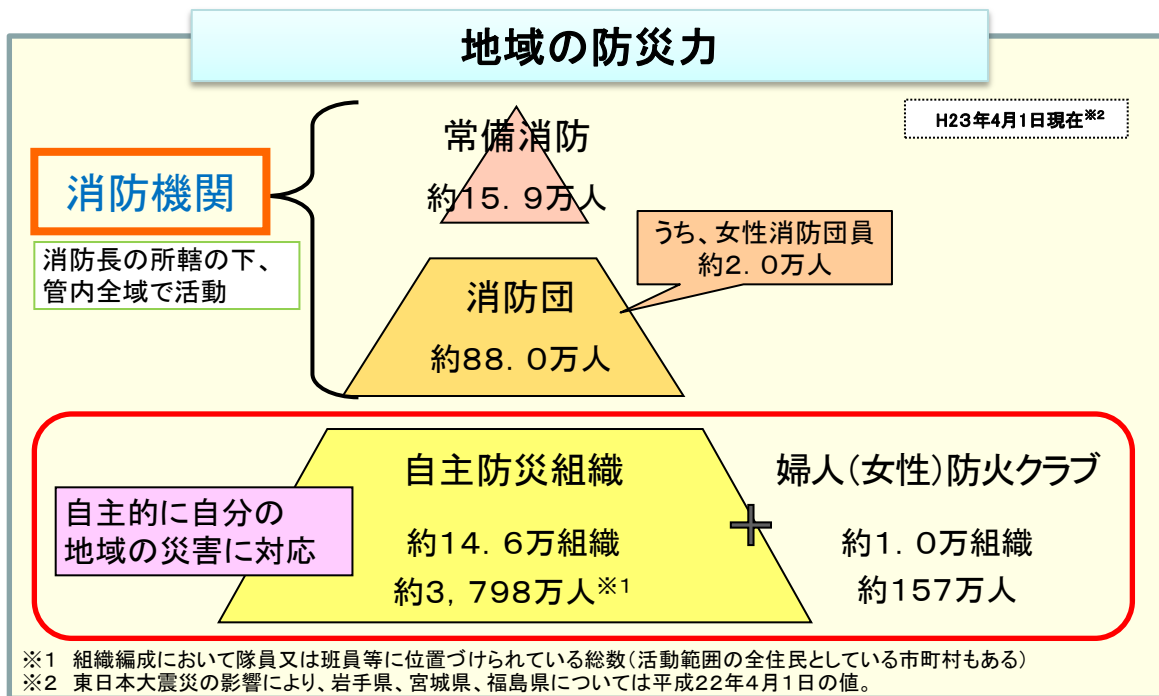 地域の防災力
H23年4月1日現在※2
常備消防
約15.9万人
消防機関
消防長の所轄の下、
管内全域で活動
うち、女性消防団員
約2.0万人
消防団
約88.0万人
自主防災組織
約14.6万組織
約3,798万人※1
婦人(女性)防火クラブ
約1.0万組織
約157万人
自主的に自分の
地域の災害に対応
※1 組織編成において隊員又は班員等に位置づけられている総数(活動範囲の全住民としている市町村もある)
※2 東日本大震災の影響により、岩手県、宮城県、福島県については平成22年4月1日の値。